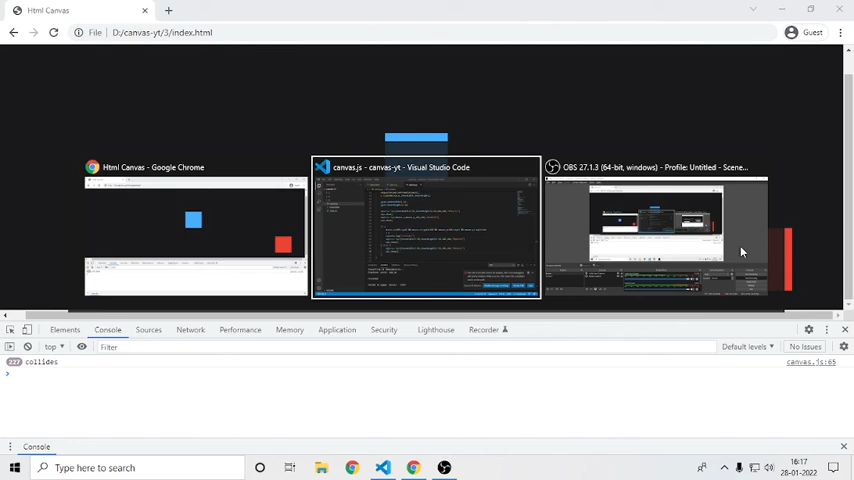 Html Canvas
File
D:/canvas-yt/3/index.html
Guest
Html Canvas - Google Chrome
canvas.js - canvas-yt - Visual Studio Code
OBS 27.1.3 (64-bit, windows) - Profile: Untitled - Scene...
Elements
Console
Sources
Network
Performance
Memory
Application
Security
Lighthouse
Recorder
top
Filter
Default levels
No Issues
227 collides
canvas.js:65
Console
Type here to search
16:17
28-01-2022